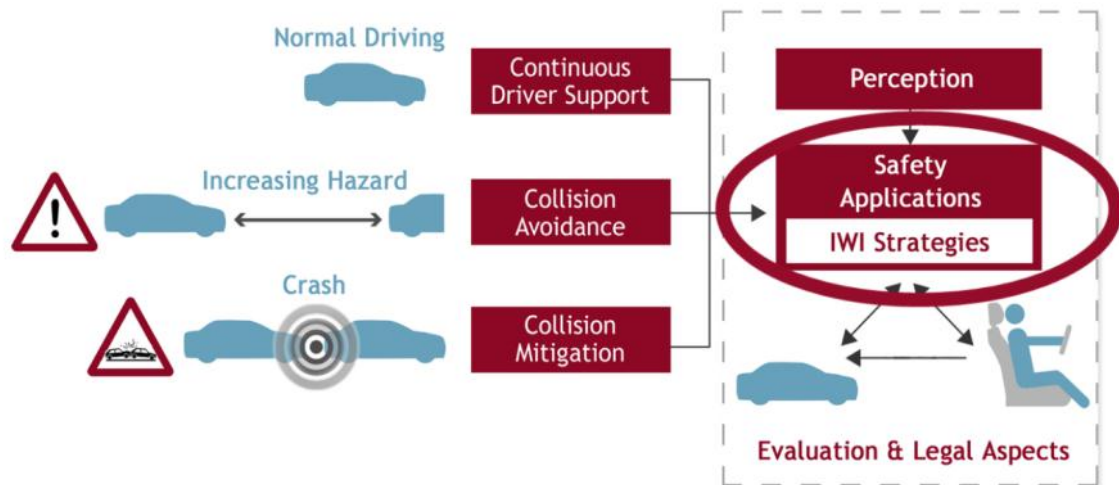 Normal Driving
Continuous
Driver Support
Perception
Increasing Hazard
!
Collision
Avoidance
Safety
Applications
IWI Strategies
Crash
Collision
Mitigation
Evaluation & Legal Aspects